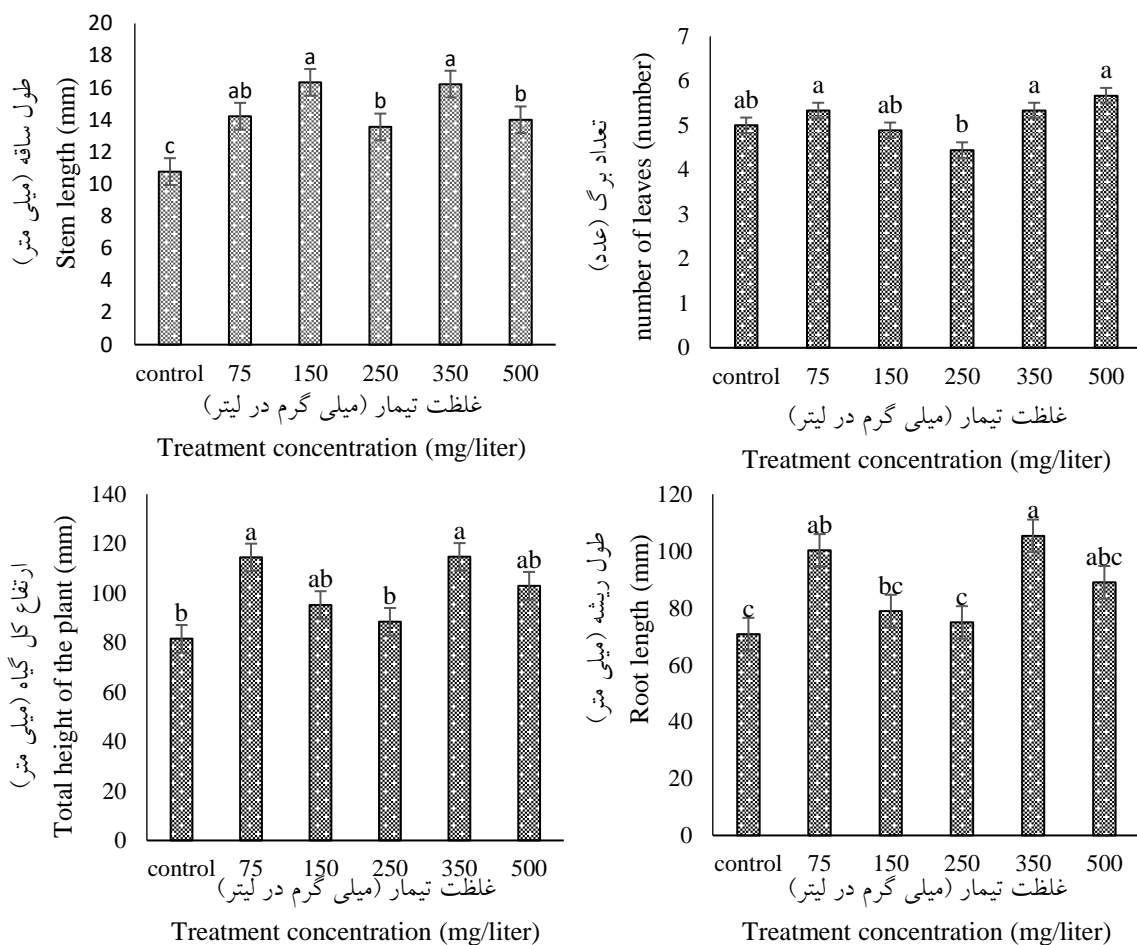 طول ساقه (میلی متر)
Stem length (mm)
20
18
16
14
12
10
8
6
4
2
0
c
ab
a
b
a
b
control 75 150 250 350 500
غلظت تیمار (میلی گرم در لیتر)
Treatment concentration (mg/liter)
تعداد برگ (عدد)
number of leaves (number)
7
6
5
4
3
2
1
0
ab
a
ab
b
a
a
control 75 150 250 350 500
غلظت تیمار (میلی گرم در لیتر)
Treatment concentration (mg/liter)
ارتفاع کل گیاه (میلی متر)
Total height of the plant (mm)
140
120
100
80
60
40
20
0
b
a
ab
b
a
ab
control 75 150 250 350 500
غلظت تیمار (میلی گرم در لیتر)
Treatment concentration (mg/liter)
طول ریشه (میلی متر)
Root length (mm)
120
100
80
60
40
20
0
c
ab
bc
c
a
abc
control 75 150 250 350 500
غلظت تیمار (میلی گرم در لیتر)
Treatment concentration (mg/liter)